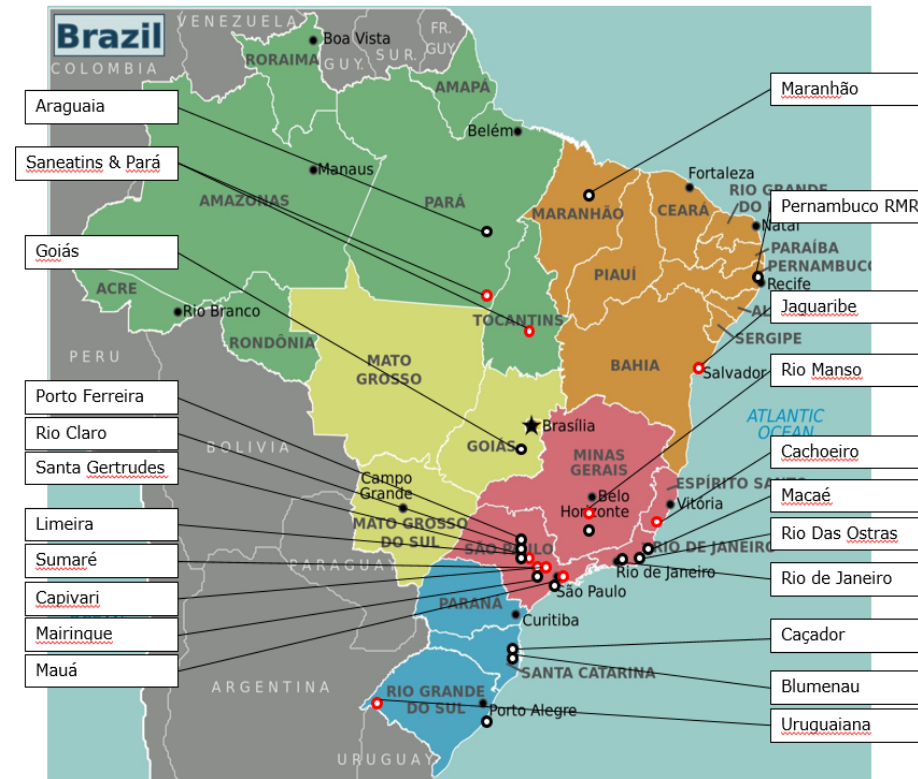 Brazil
VENEZUELA
COLOMBIA
Boa Vista
RORAIMA
GUY.
SUR.
FR.
GUY.
AMAPÁ
Araguaia
Maranhão
Belém
Saneatins & Pará
Manaus
Fortaleza
AMAZONAS
PARÁ
MARANHÃO
CEARÁ
RIO GRANDE
DO
Pernambuco RMR
Natal
Goiás
PARAÍBA
PIAUÍ
PERNAMBUCO
Recife
ACRE
Rio Branco
Jaguaribe
AL
TOCANTINS
SERGIPE
RONDÔNIA
PERU
MATO
GROSSO
BAHIA
Salvador
Rio Manso
Porto Ferreira
Rio Claro
Brasília
ATLANTIC
OCEAN
BOLIVIA
GOIÁS
MINAS
GERAIS
Cachoeiro
Santa Gertrudes
Campo
Grande
ESPÍRITO SANTO
Belo
Horizonte
Vitória
Macaé
Limeira
MATO GROSSO
DO SUL
Rio Das Ostras
SÃO PAULO
RIO DE JANEIRO
Sumaré
PARAGUAY
Rio de Janeiro
Rio de Janeiro
Capivari
São Paulo
PARANÁ
Mairinque
Curitiba
Caçador
Mauá
SANTA CATARINA
ARGENTINA
Blumenau
RIO GRANDE
DO SUL
Porto Alegre
Uruguaiana
URUGUAY